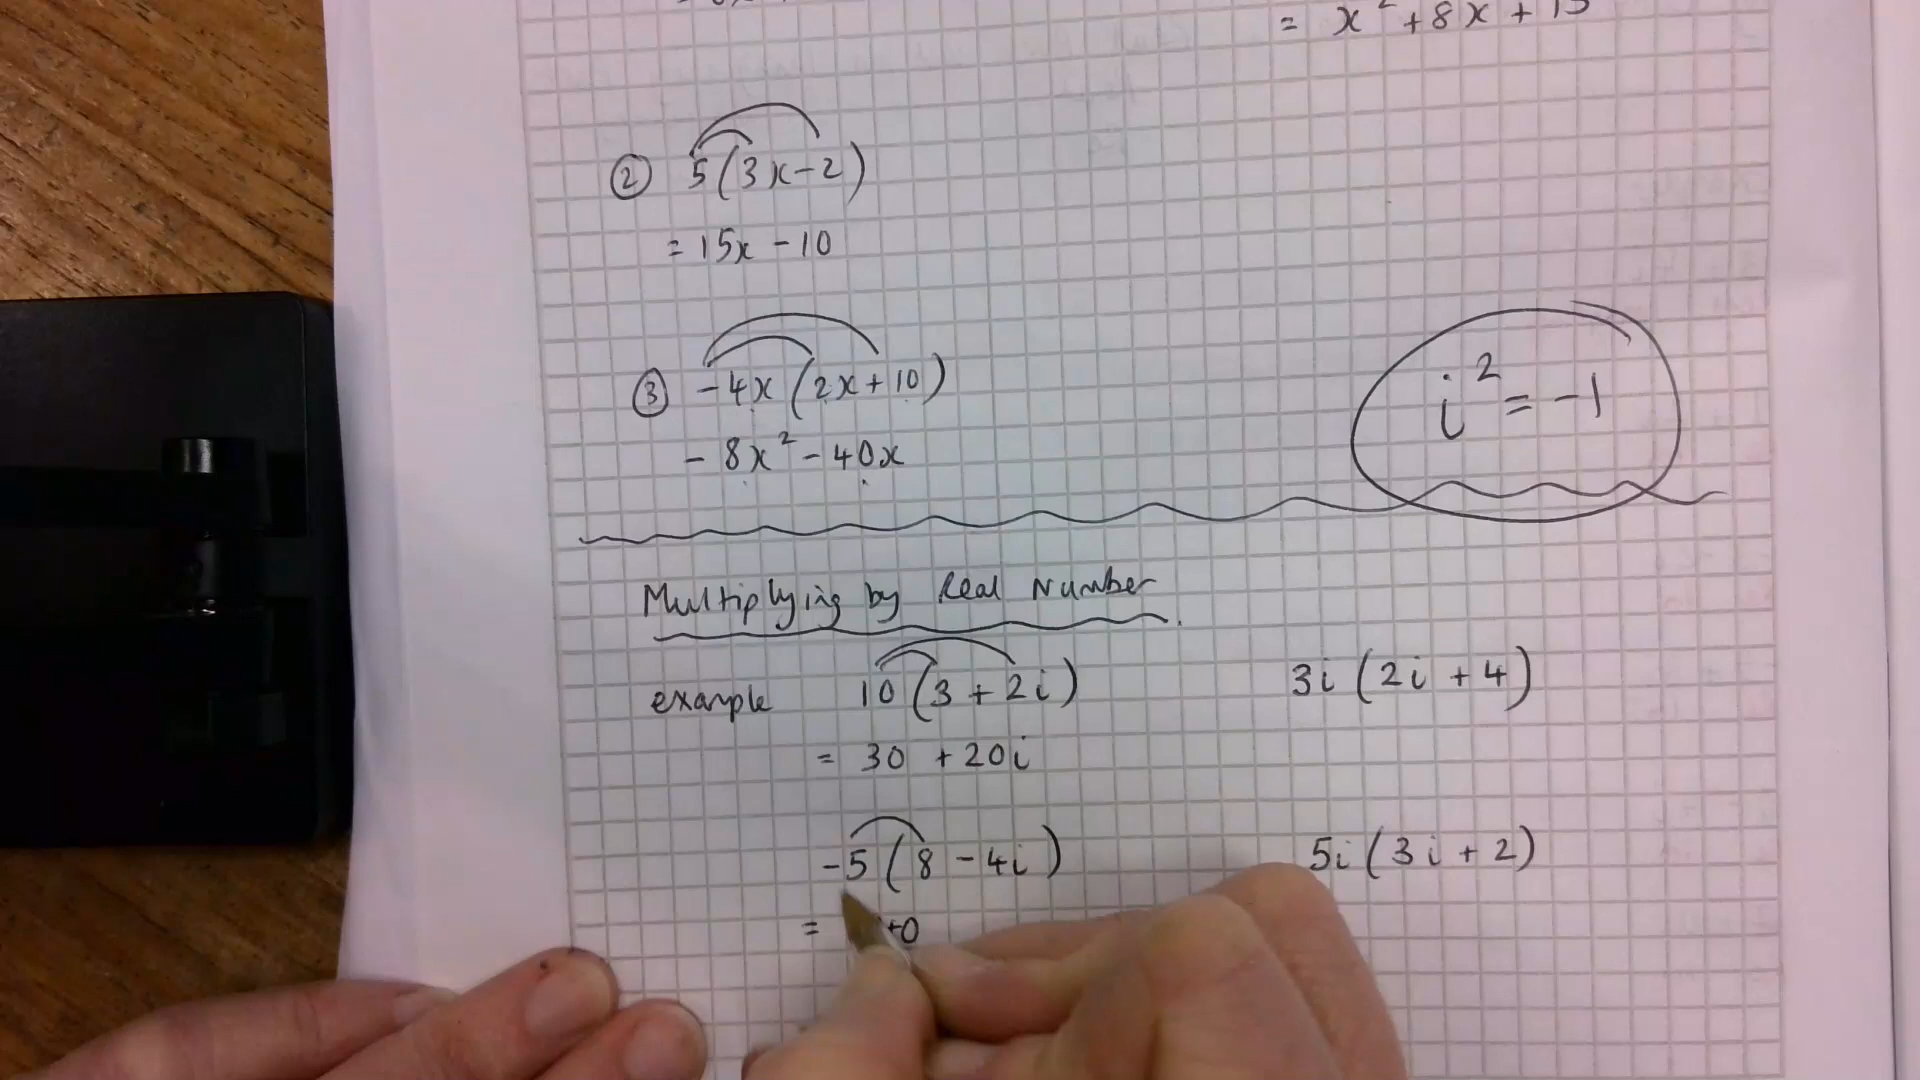 = x² + 8x + 15
② 5(3x-2)
= 15x - 10
③ -4x(2x+10)
- 8x² - 40x
i² = -1
Multiplying by Real Number.
example 10(3 + 2i)
= 30 + 20i
-5(8 - 4i)
=
3i(2i + 4)
5i(3i + 2)